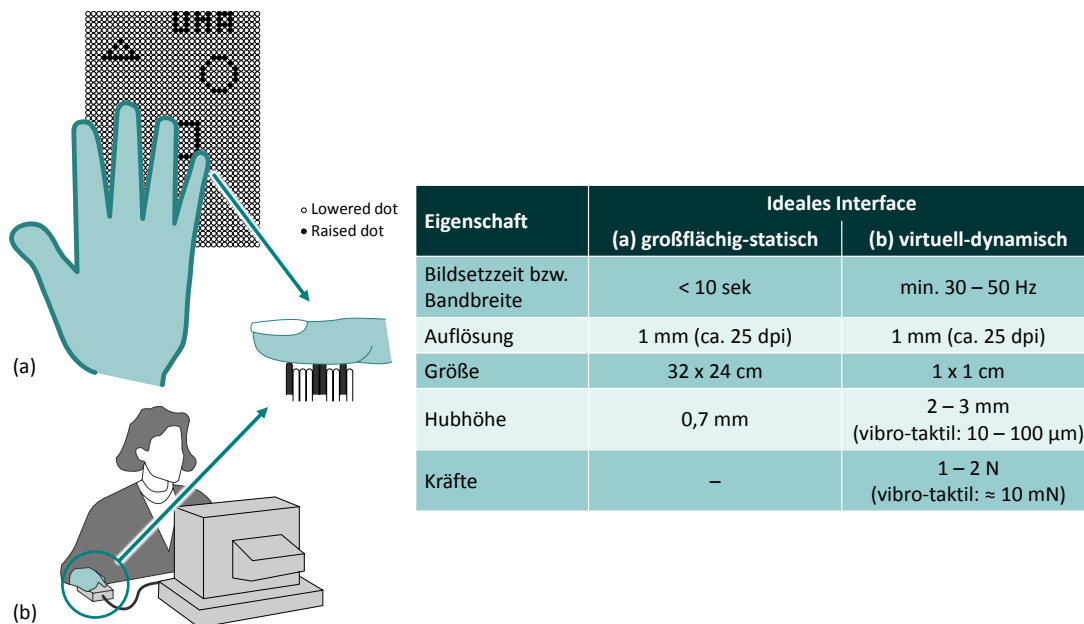 UHA
○ Lowered dot
● Raised dot
(a)
(b)
Eigenschaft
Ideales Interface
(a) großflächig-statisch
(b) virtuell-dynamisch
Bildsetzzeit bzw.
Bandbreite
< 10 sek
min. 30 – 50 Hz
Auflösung
1 mm (ca. 25 dpi)
1 mm (ca. 25 dpi)
Größe
32 x 24 cm
1 x 1 cm
Hubhöhe
0,7 mm
2 – 3 mm
(vibro-taktil: 10 – 100 µm)
Kräfte
–
1 – 2 N
(vibro-taktil: ≈ 10 mN)